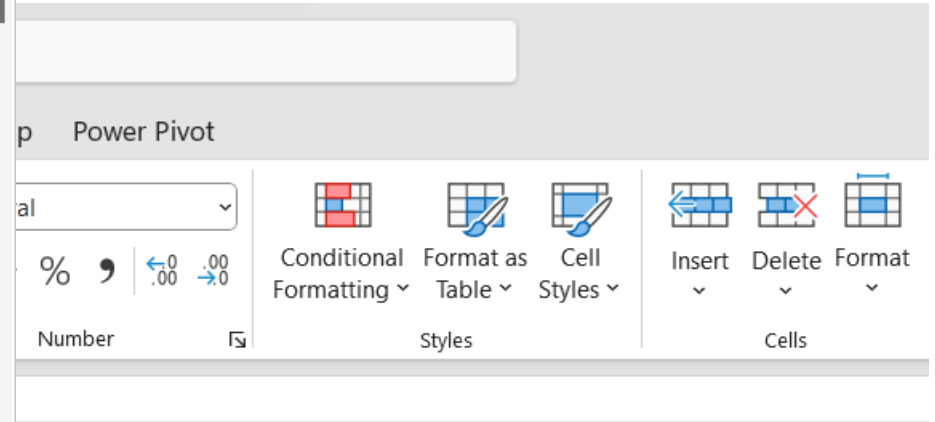 p Power Pivot
ral
% , .0 .00 .00 .0
Conditional Formatting
Format as Table
Cell Styles
Insert Delete Format
Number Styles Cells